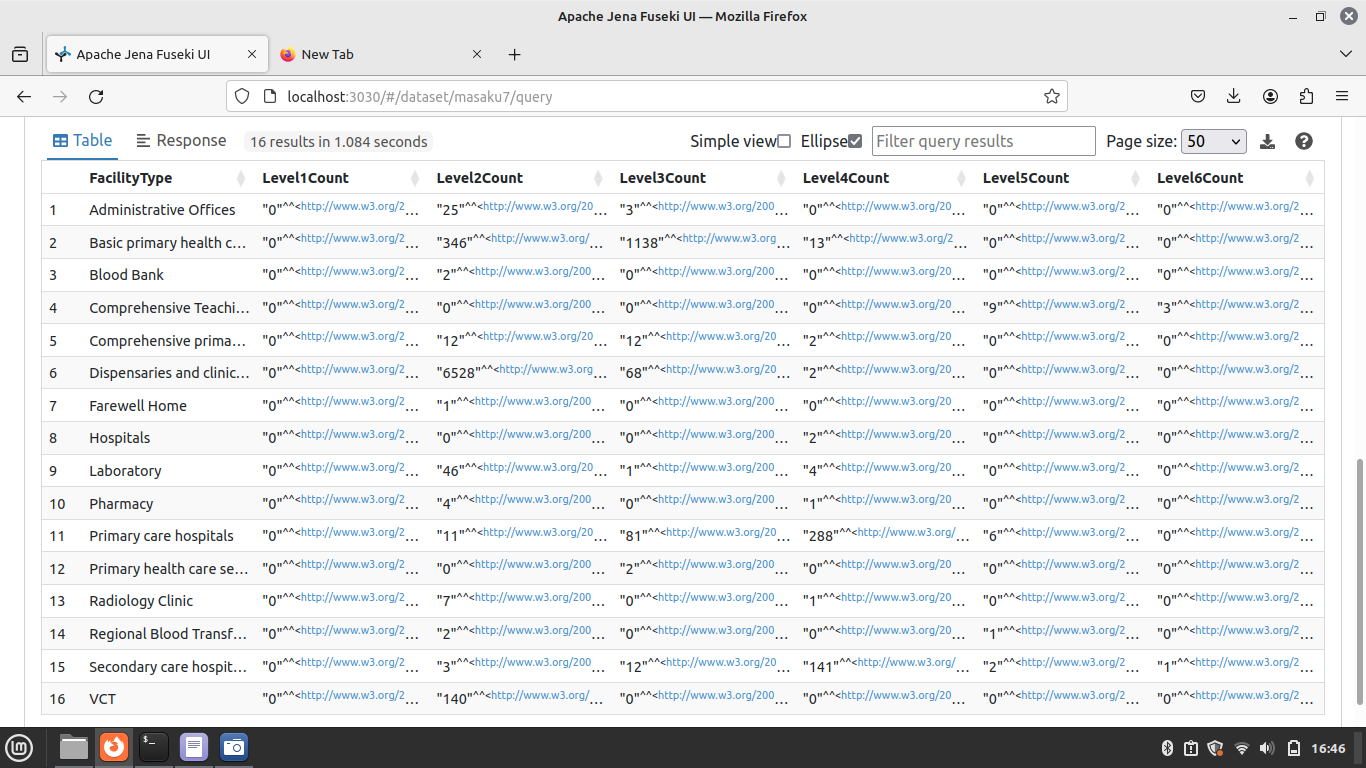 Apache Jena Fuseki UI — Mozilla Firefox
Apache Jena Fuseki UI
New Tab
localhost:3030/#/dataset/masaku7/query
Table Response 16 results in 1.084 seconds Simple view Ellipse Filter query results Page size: 50
FacilityType Level1Count Level2Count Level3Count Level4Count Level5Count Level6Count
1 Administrative Offices "0"^^<http://www.w3.org/2... "25"^^<http://www.w3.org/20... "3"^^<http://www.w3.org/200... "0"^^<http://www.w3.org/20... "0"^^<http://www.w3.org/2... "0"^^<http://www.w3.org/2...
2 Basic primary health c... "0"^^<http://www.w3.org/2... "346"^^<http://www.w3.org/... "1138"^^<http://www.w3.org... "13"^^<http://www.w3.org/2... "0"^^<http://www.w3.org/2... "0"^^<http://www.w3.org/2...
3 Blood Bank "0"^^<http://www.w3.org/2... "2"^^<http://www.w3.org/200... "0"^^<http://www.w3.org/200... "0"^^<http://www.w3.org/20... "0"^^<http://www.w3.org/2... "0"^^<http://www.w3.org/2...
4 Comprehensive Teachi... "0"^^<http://www.w3.org/2... "0"^^<http://www.w3.org/200... "0"^^<http://www.w3.org/200... "0"^^<http://www.w3.org/20... "9"^^<http://www.w3.org/2... "3"^^<http://www.w3.org/2...
5 Comprehensive prima... "0"^^<http://www.w3.org/2... "12"^^<http://www.w3.org/20... "12"^^<http://www.w3.org/20... "2"^^<http://www.w3.org/20... "0"^^<http://www.w3.org/2... "0"^^<http://www.w3.org/2...
6 Dispensaries and clinic... "0"^^<http://www.w3.org/2... "6528"^^<http://www.w3.org... "68"^^<http://www.w3.org/20... "2"^^<http://www.w3.org/20... "0"^^<http://www.w3.org/2... "0"^^<http://www.w3.org/2...
7 Farewell Home "0"^^<http://www.w3.org/2... "1"^^<http://www.w3.org/200... "0"^^<http://www.w3.org/200... "0"^^<http://www.w3.org/20... "0"^^<http://www.w3.org/2... "0"^^<http://www.w3.org/2...
8 Hospitals "0"^^<http://www.w3.org/2... "0"^^<http://www.w3.org/200... "0"^^<http://www.w3.org/200... "2"^^<http://www.w3.org/20... "0"^^<http://www.w3.org/2... "0"^^<http://www.w3.org/2...
9 Laboratory "0"^^<http://www.w3.org/2... "46"^^<http://www.w3.org/20... "1"^^<http://www.w3.org/200... "4"^^<http://www.w3.org/20... "0"^^<http://www.w3.org/2... "0"^^<http://www.w3.org/2...
10 Pharmacy "0"^^<http://www.w3.org/2... "4"^^<http://www.w3.org/200... "0"^^<http://www.w3.org/200... "1"^^<http://www.w3.org/20... "0"^^<http://www.w3.org/2... "0"^^<http://www.w3.org/2...
11 Primary care hospitals "0"^^<http://www.w3.org/2... "11"^^<http://www.w3.org/20... "81"^^<http://www.w3.org/20... "288"^^<http://www.w3.org/... "6"^^<http://www.w3.org/2... "0"^^<http://www.w3.org/2...
12 Primary health care se... "0"^^<http://www.w3.org/2... "0"^^<http://www.w3.org/200... "2"^^<http://www.w3.org/200... "0"^^<http://www.w3.org/20... "0"^^<http://www.w3.org/2... "0"^^<http://www.w3.org/2...
13 Radiology Clinic "0"^^<http://www.w3.org/2... "7"^^<http://www.w3.org/200... "0"^^<http://www.w3.org/200... "1"^^<http://www.w3.org/20... "0"^^<http://www.w3.org/2... "0"^^<http://www.w3.org/2...
14 Regional Blood Transf... "0"^^<http://www.w3.org/2... "2"^^<http://www.w3.org/200... "0"^^<http://www.w3.org/200... "0"^^<http://www.w3.org/20... "1"^^<http://www.w3.org/2... "0"^^<http://www.w3.org/2...
15 Secondary care hospit... "0"^^<http://www.w3.org/2... "3"^^<http://www.w3.org/200... "12"^^<http://www.w3.org/20... "141"^^<http://www.w3.org/... "2"^^<http://www.w3.org/2... "1"^^<http://www.w3.org/2...
16 VCT "0"^^<http://www.w3.org/2... "140"^^<http://www.w3.org/... "0"^^<http://www.w3.org/200... "0"^^<http://www.w3.org/20... "0"^^<http://www.w3.org/2... "0"^^<http://www.w3.org/2...
16:46